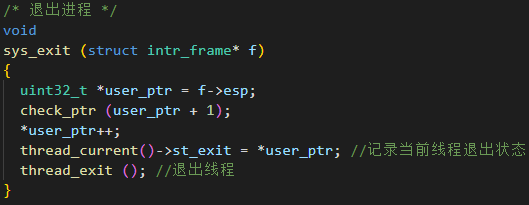 /* 退出进程 */
void
sys_exit (struct intr_frame* f)
{
  uint32_t *user_ptr = f->esp;
  check_ptr (user_ptr + 1);
  *user_ptr++;
  thread_current()->st_exit = *user_ptr; //记录当前线程退出状态
  thread_exit (); //退出线程
}